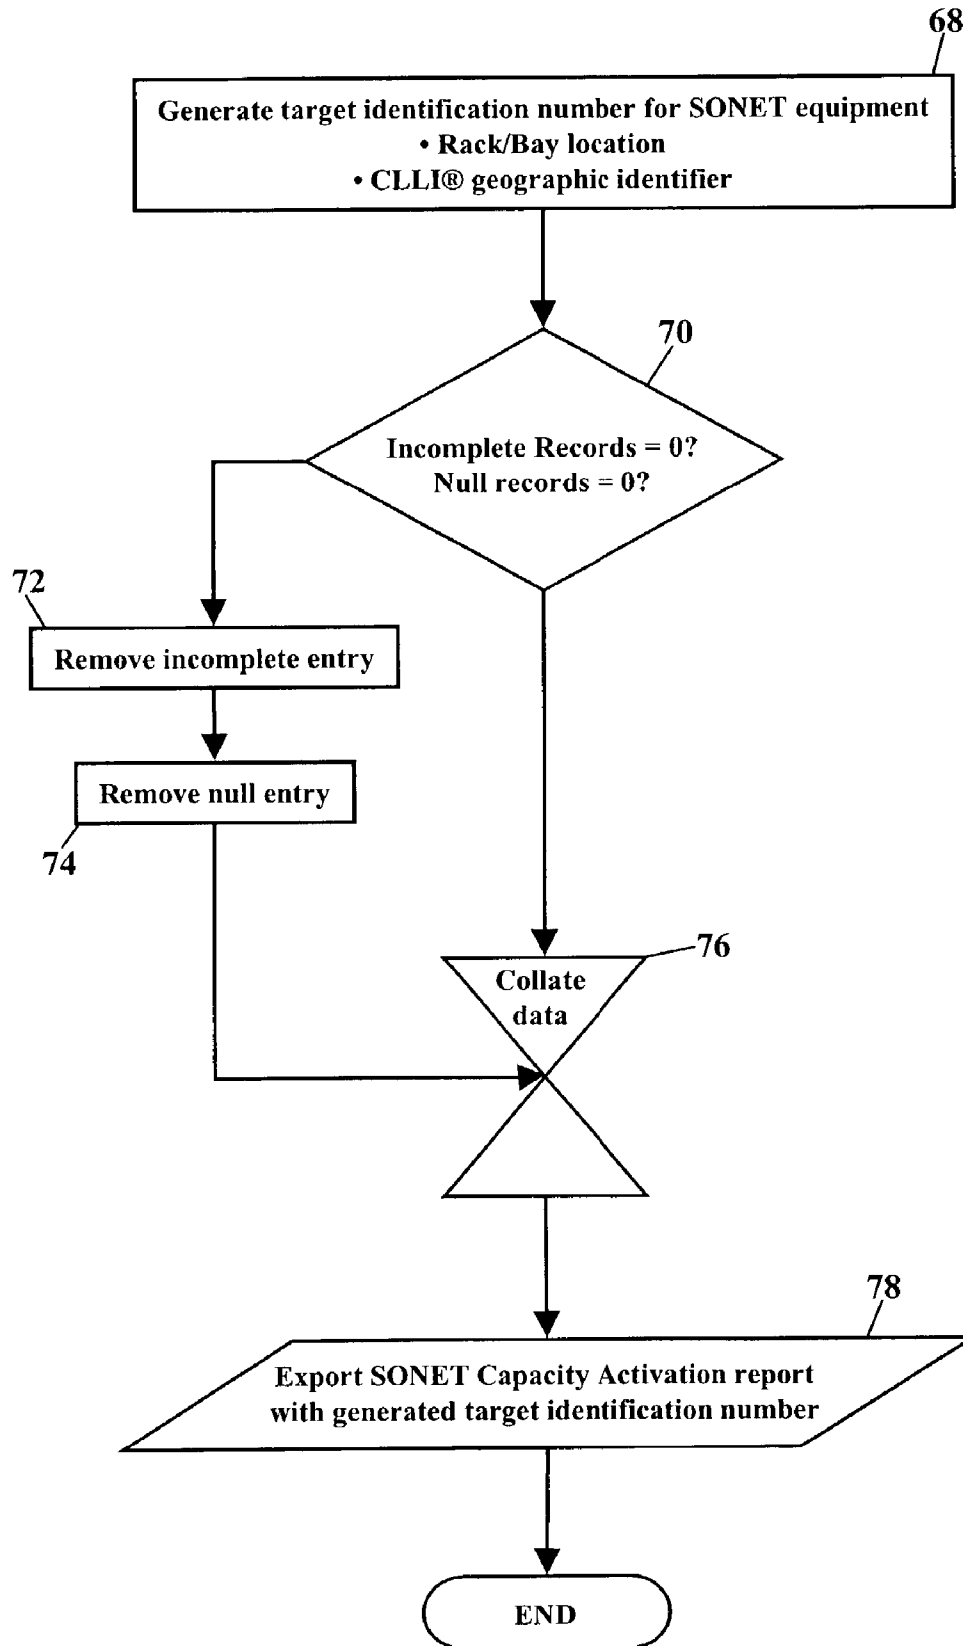 68
Generate target identification number for SONET equipment
• Rack/Bay location
• CLLI® geographic identifier
70
Incomplete Records = 0?
Null records = 0?
72
Remove incomplete entry
Remove null entry
74
76
Collate
data
78
Export SONET Capacity Activation report
with generated target identification number
END